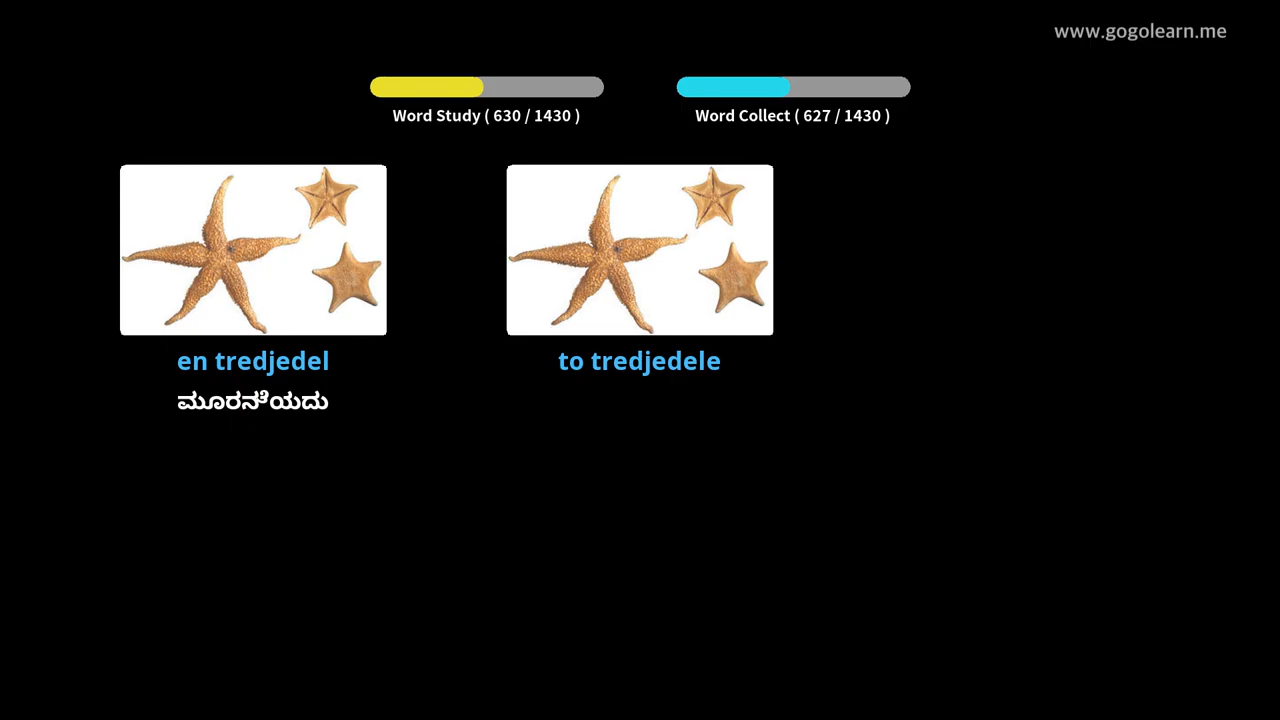 www.gogolearn.me
Word Study ( 630 / 1430 )
Word Collect ( 627 / 1430 )
en tredjedel
to tredjedele
ಮೂರನೆಯದು